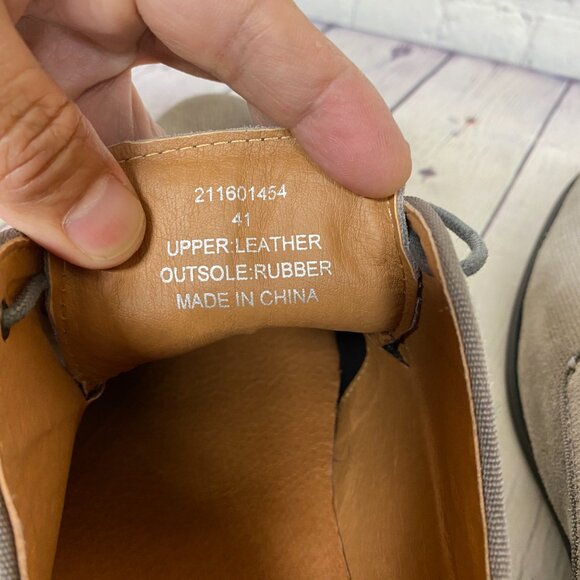 211601454
41
UPPER:LEATHER
OUTSOLE:RUBBER
MADE IN CHINA